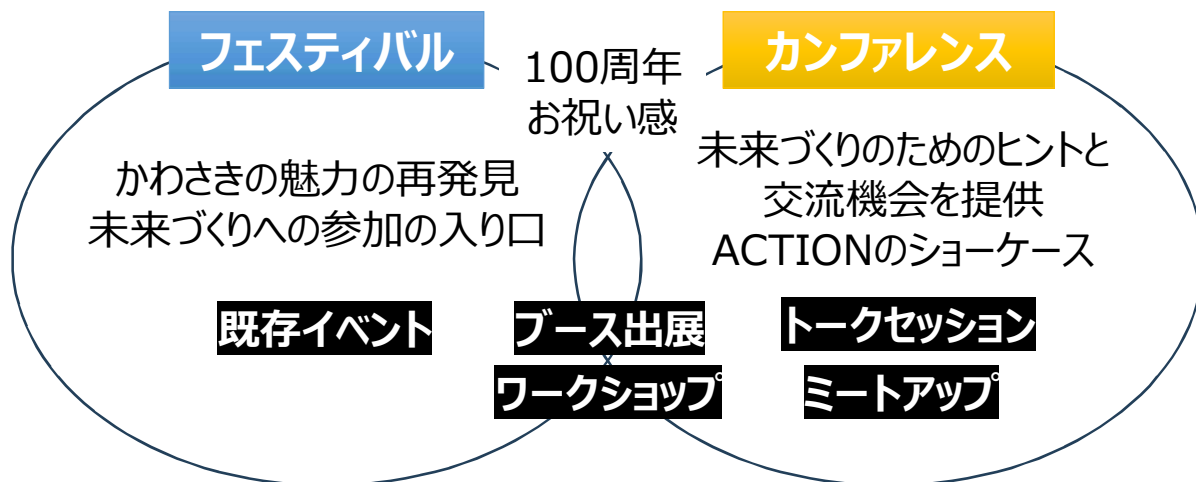 フェスティバル
100周年
お祝い感
カンファレンス
かわさきの魅力の再発見
未来づくりへの参加の入り口
未来づくりのためのヒントと
交流機会を提供
ACTIONのショーケース
既存イベント
ブース出展
ワークショップ
トークセッション
ミートアップ